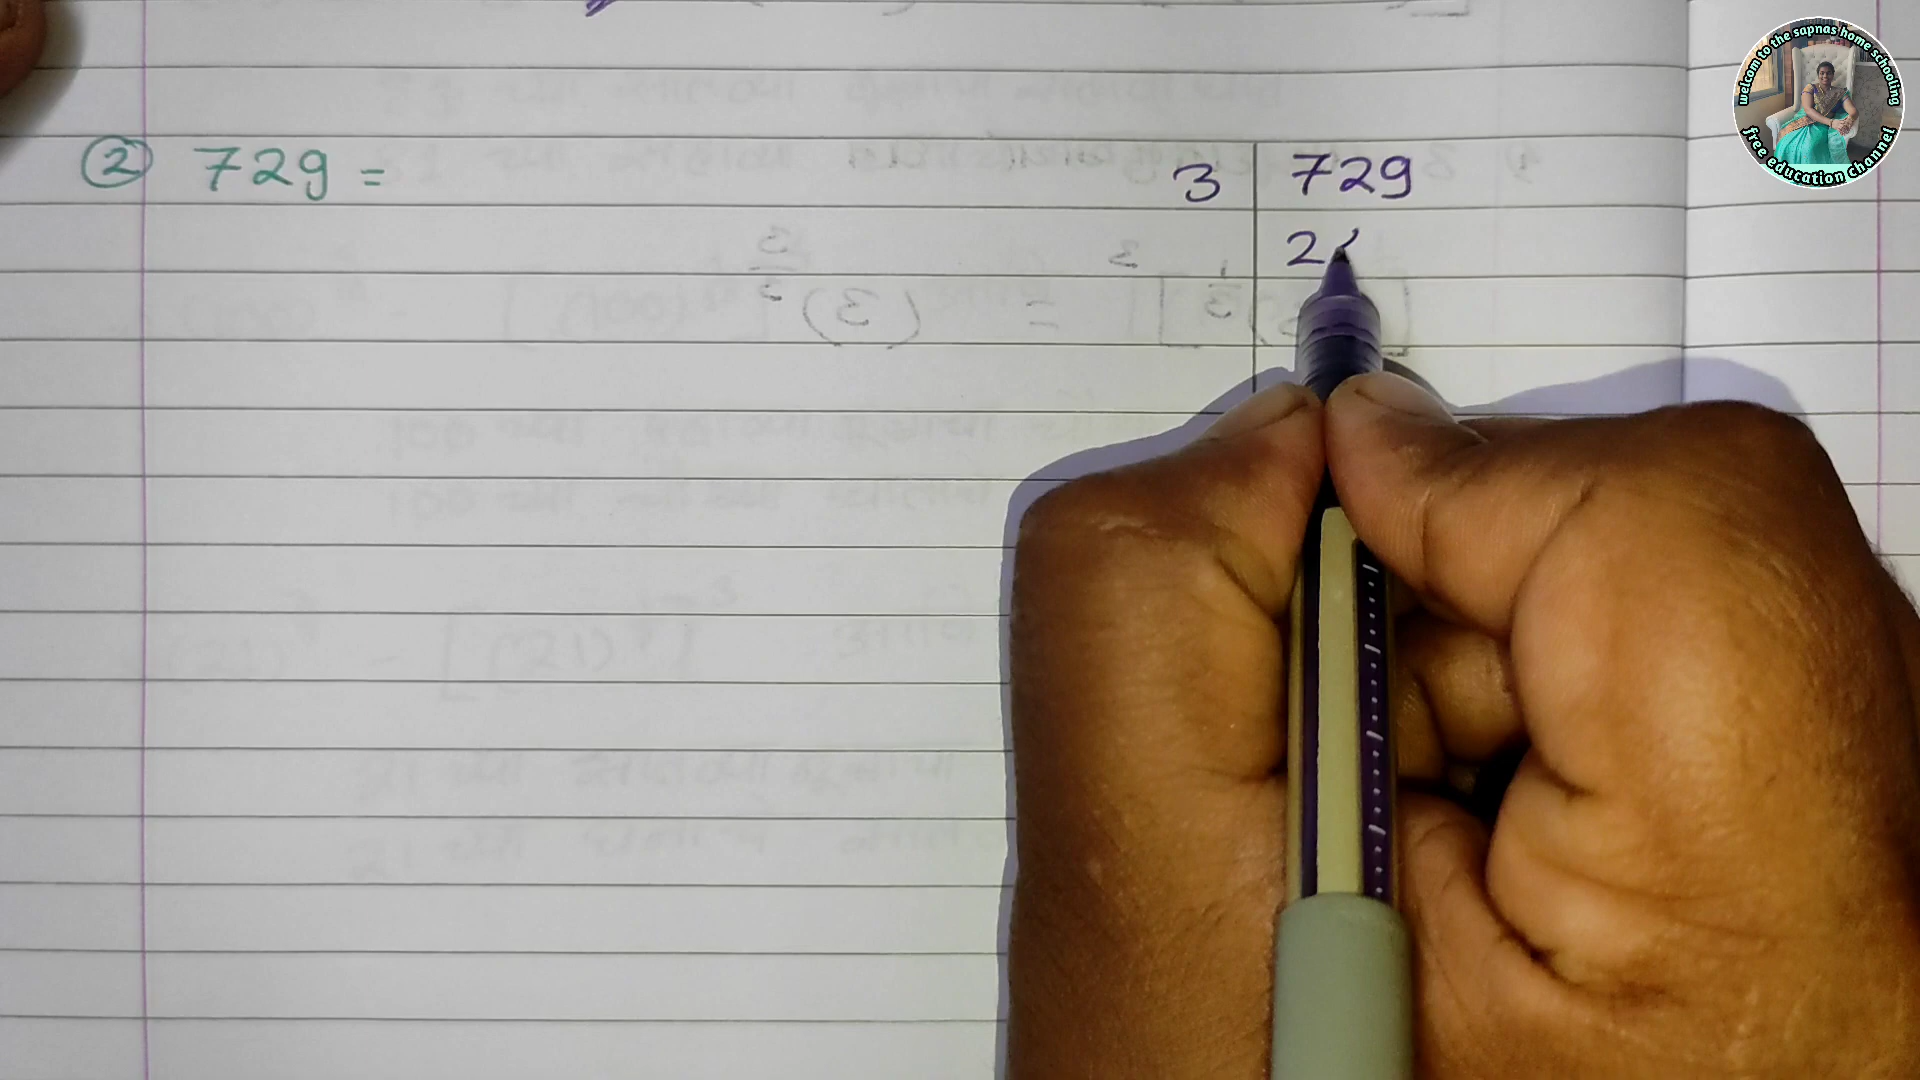 ② 729 =
3 | 729
2
welcom to the sapnas home schooling
free education channel